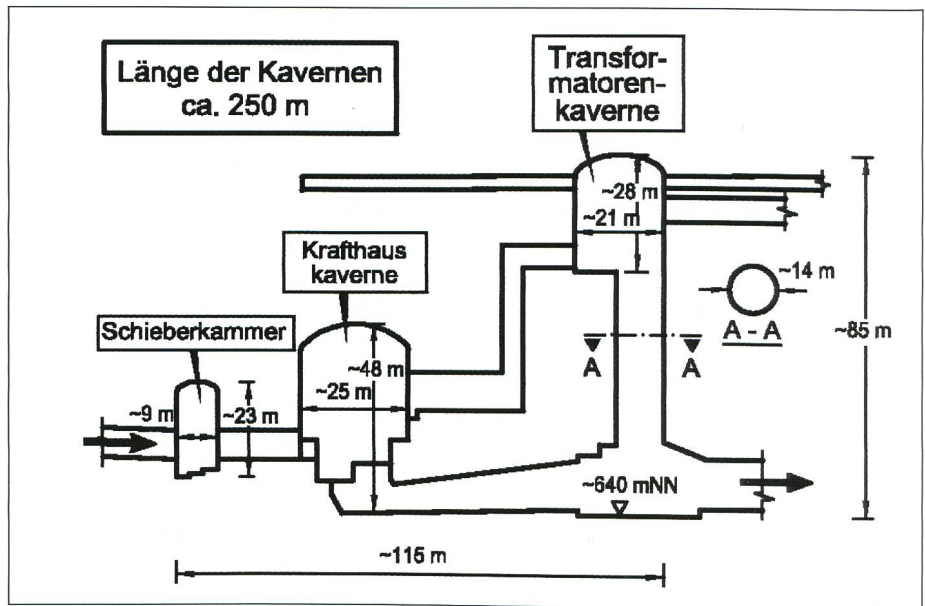 Länge der Kavernen
ca. 250 m
Transfor-
matoren-
kaverne
~28 m
~21 m
Krafthaus
kaverne
~14 m
A - A
Schieberkammer
~85 m
A
A
~48 m
~25 m
~9 m
~23 m
~640 mNN
~115 m